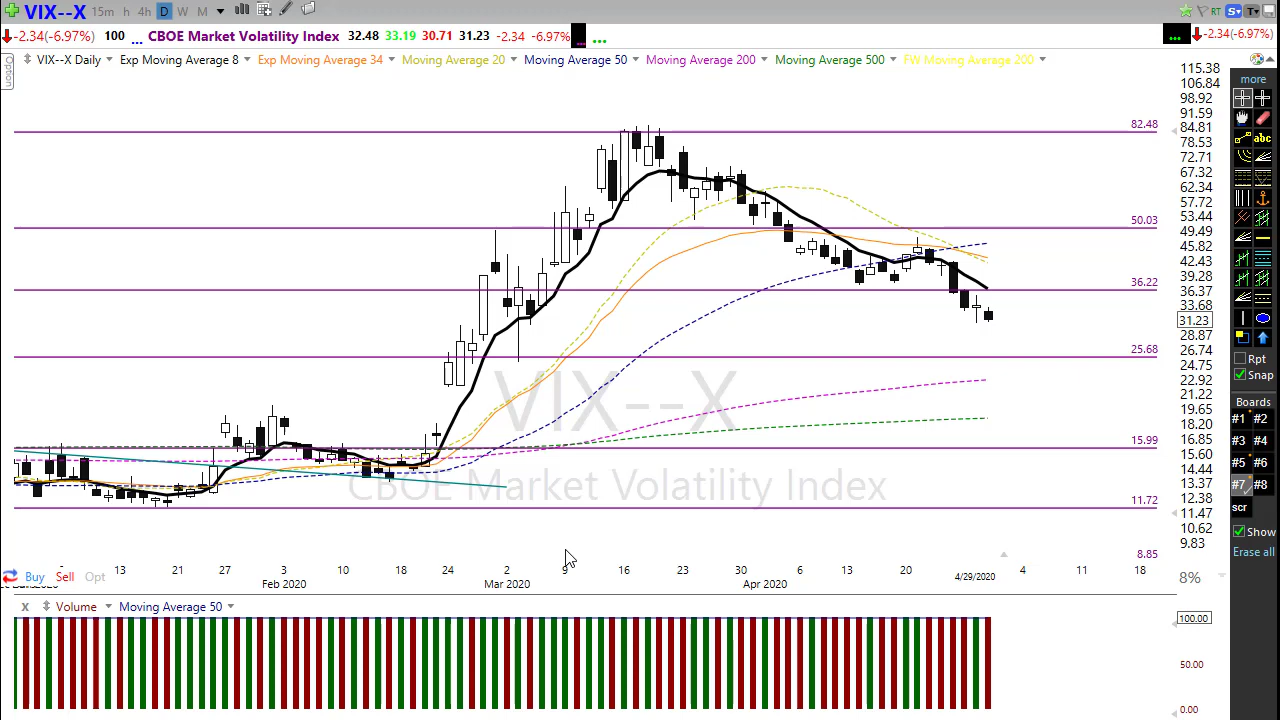 VIX--X 15m h 4h D W M RT S T
-2.34(-6.97%) 100 ... CBOE Market Volatility Index 32.48 33.19 30.71 31.23 -2.34 -6.97% ... ... ... -2.34(-6.97%)
Option
VIX--X Daily Exp Moving Average 8 Exp Moving Average 34 Moving Average 20 Moving Average 50 Moving Average 200 Moving Average 500 FW Moving Average 200
115.38
106.84
98.92
91.59
84.81
78.53
72.71
67.32
62.34
57.72
53.44
49.49
45.82
42.43
39.28
36.37
33.68
31.23
28.87
26.74
24.75
22.92
21.22
19.65
18.20
16.85
15.60
14.44
13.37
12.38
11.47
10.62
9.83
82.48
50.03
36.22
25.68
15.99
11.72
8.85
VIX--X
CBOE Market Volatility Index
more
abc
Rpt
Snap
Boards
#1 #2
#3 #4
#5 #6
#7 #8
scr
Show
Erase all
13 21 27 3 10 18 24 2 9 16 23 30 6 13 20 4/29/2020 4 11 18
Feb 2020 Mar 2020 Apr 2020
Buy Sell Opt
8%
x Volume Moving Average 50
100.00
50.00
0.00